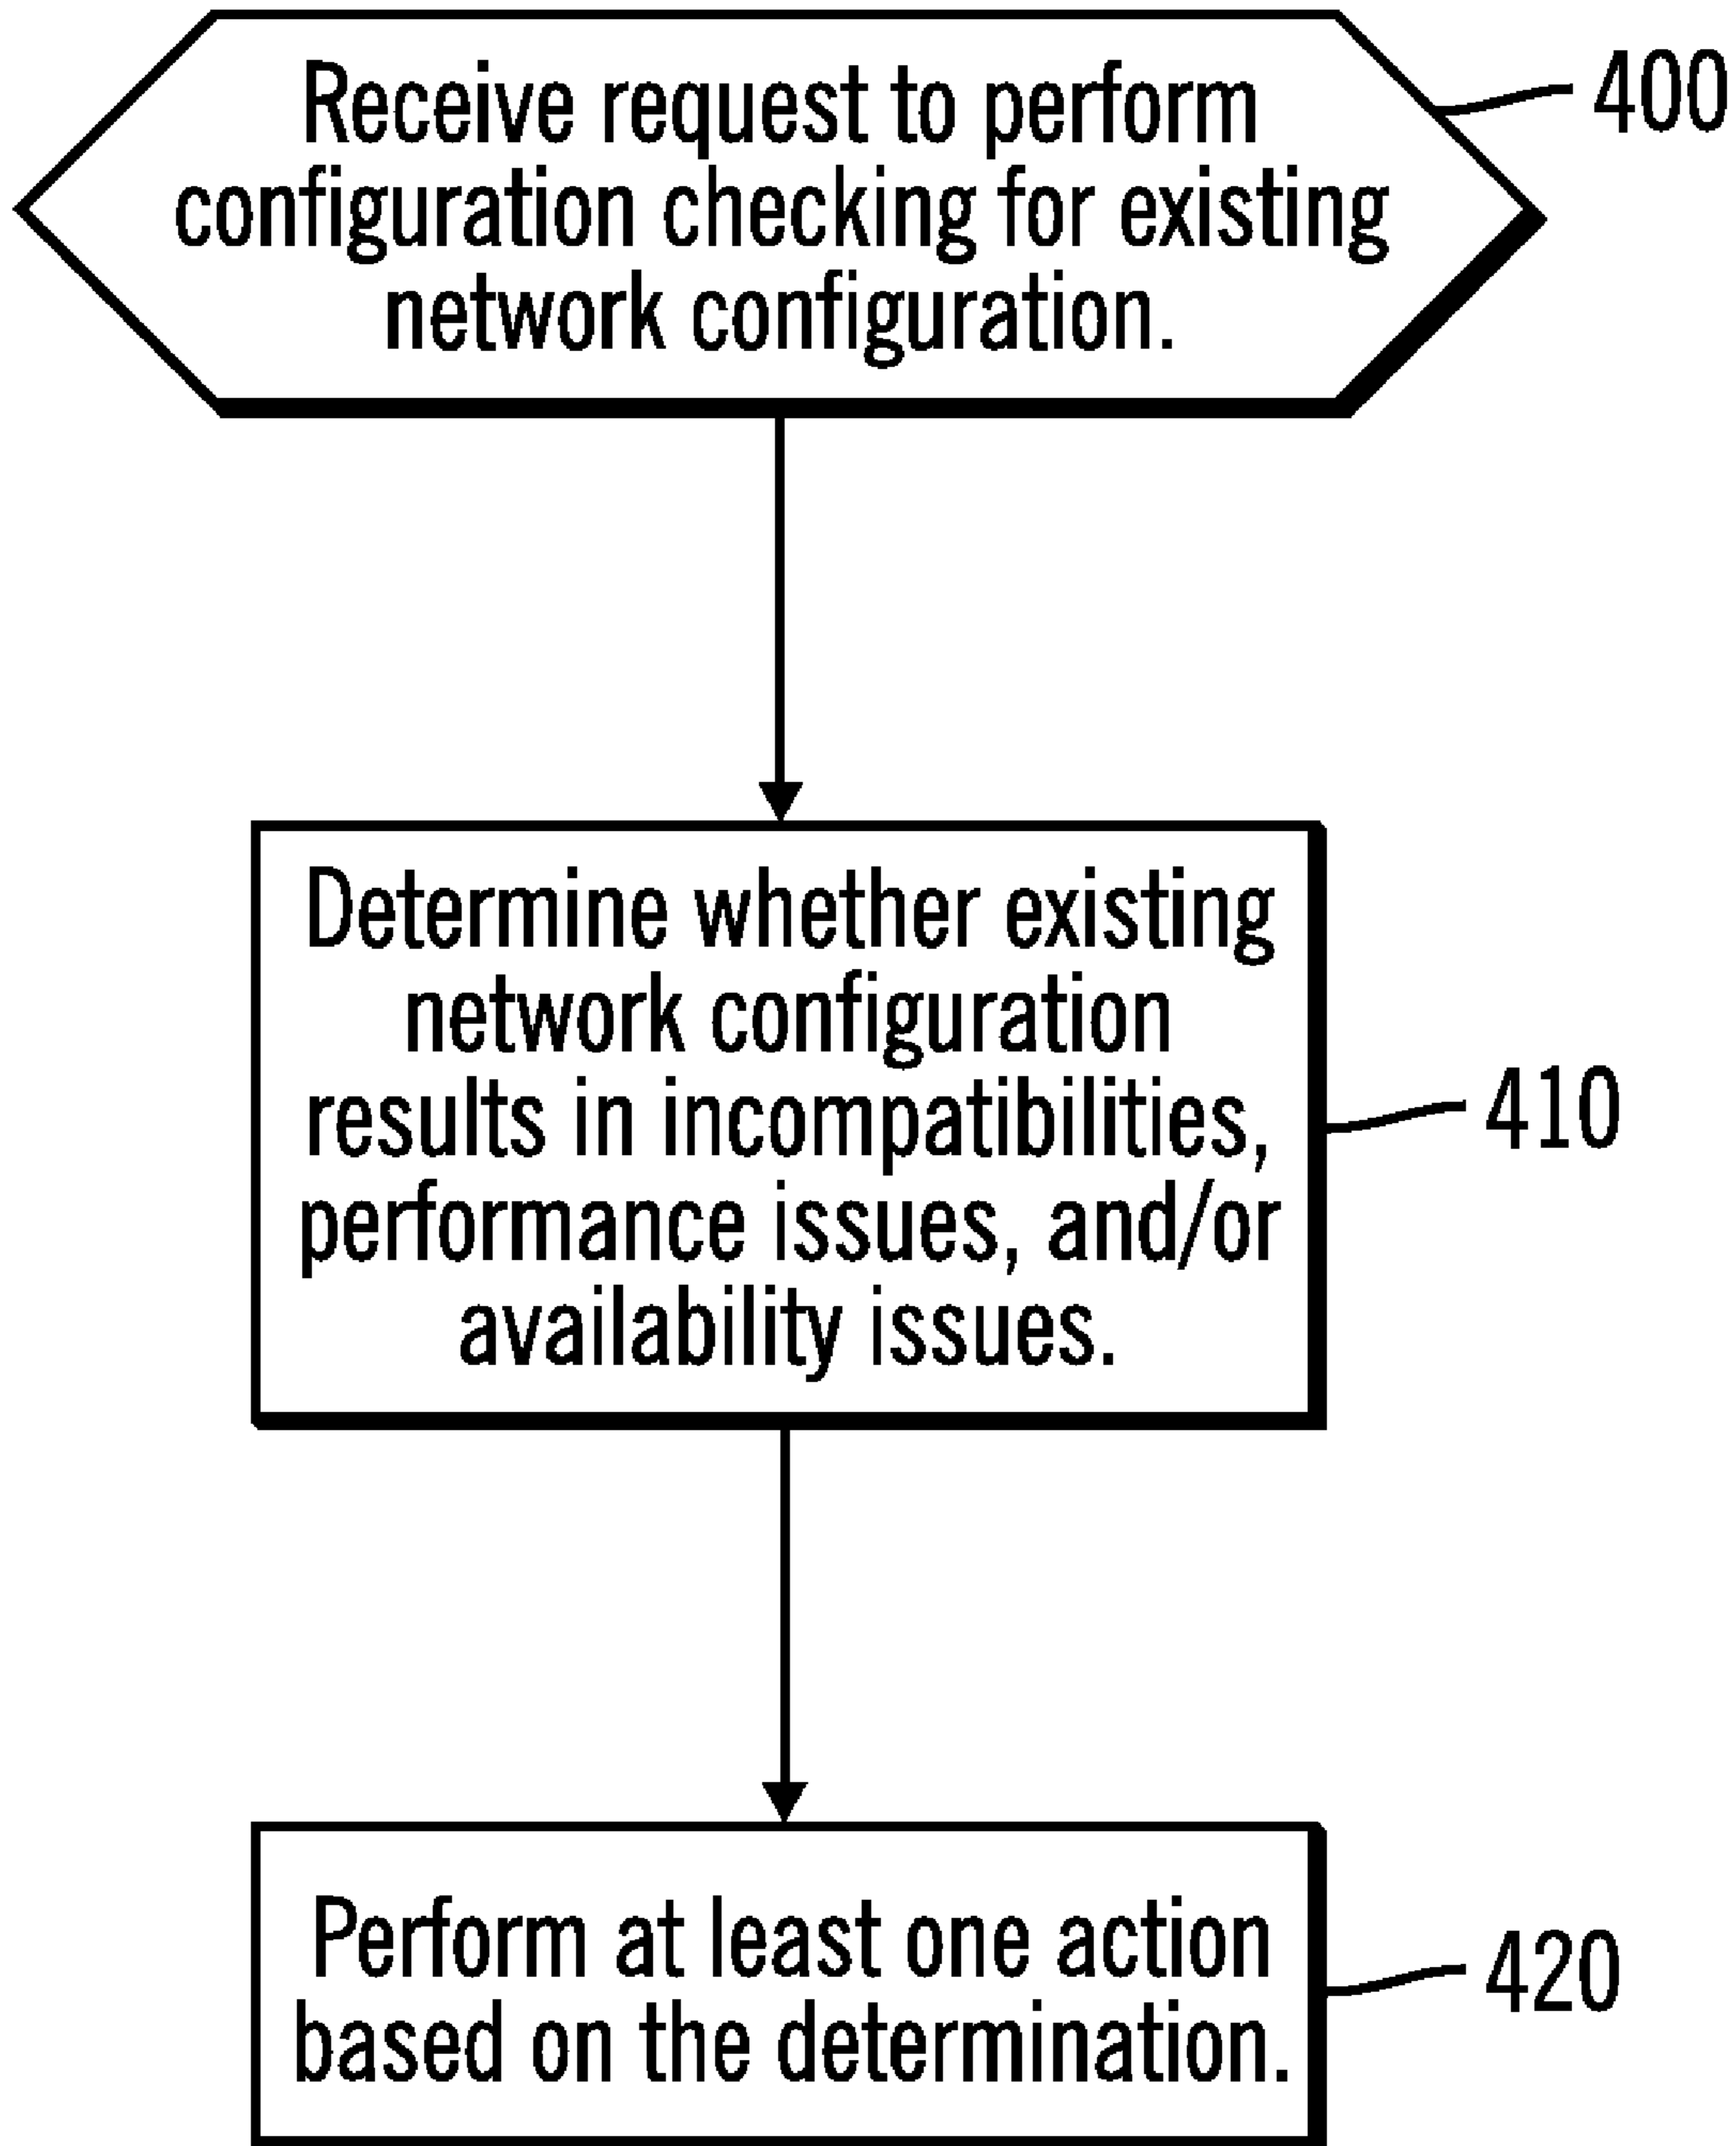 Receive request to perform
configuration checking for existing
network configuration.
400
Determine whether existing
network configuration
results in incompatibilities,
performance issues, and/or
availability issues.
410
Perform at least one action
based on the determination.
420